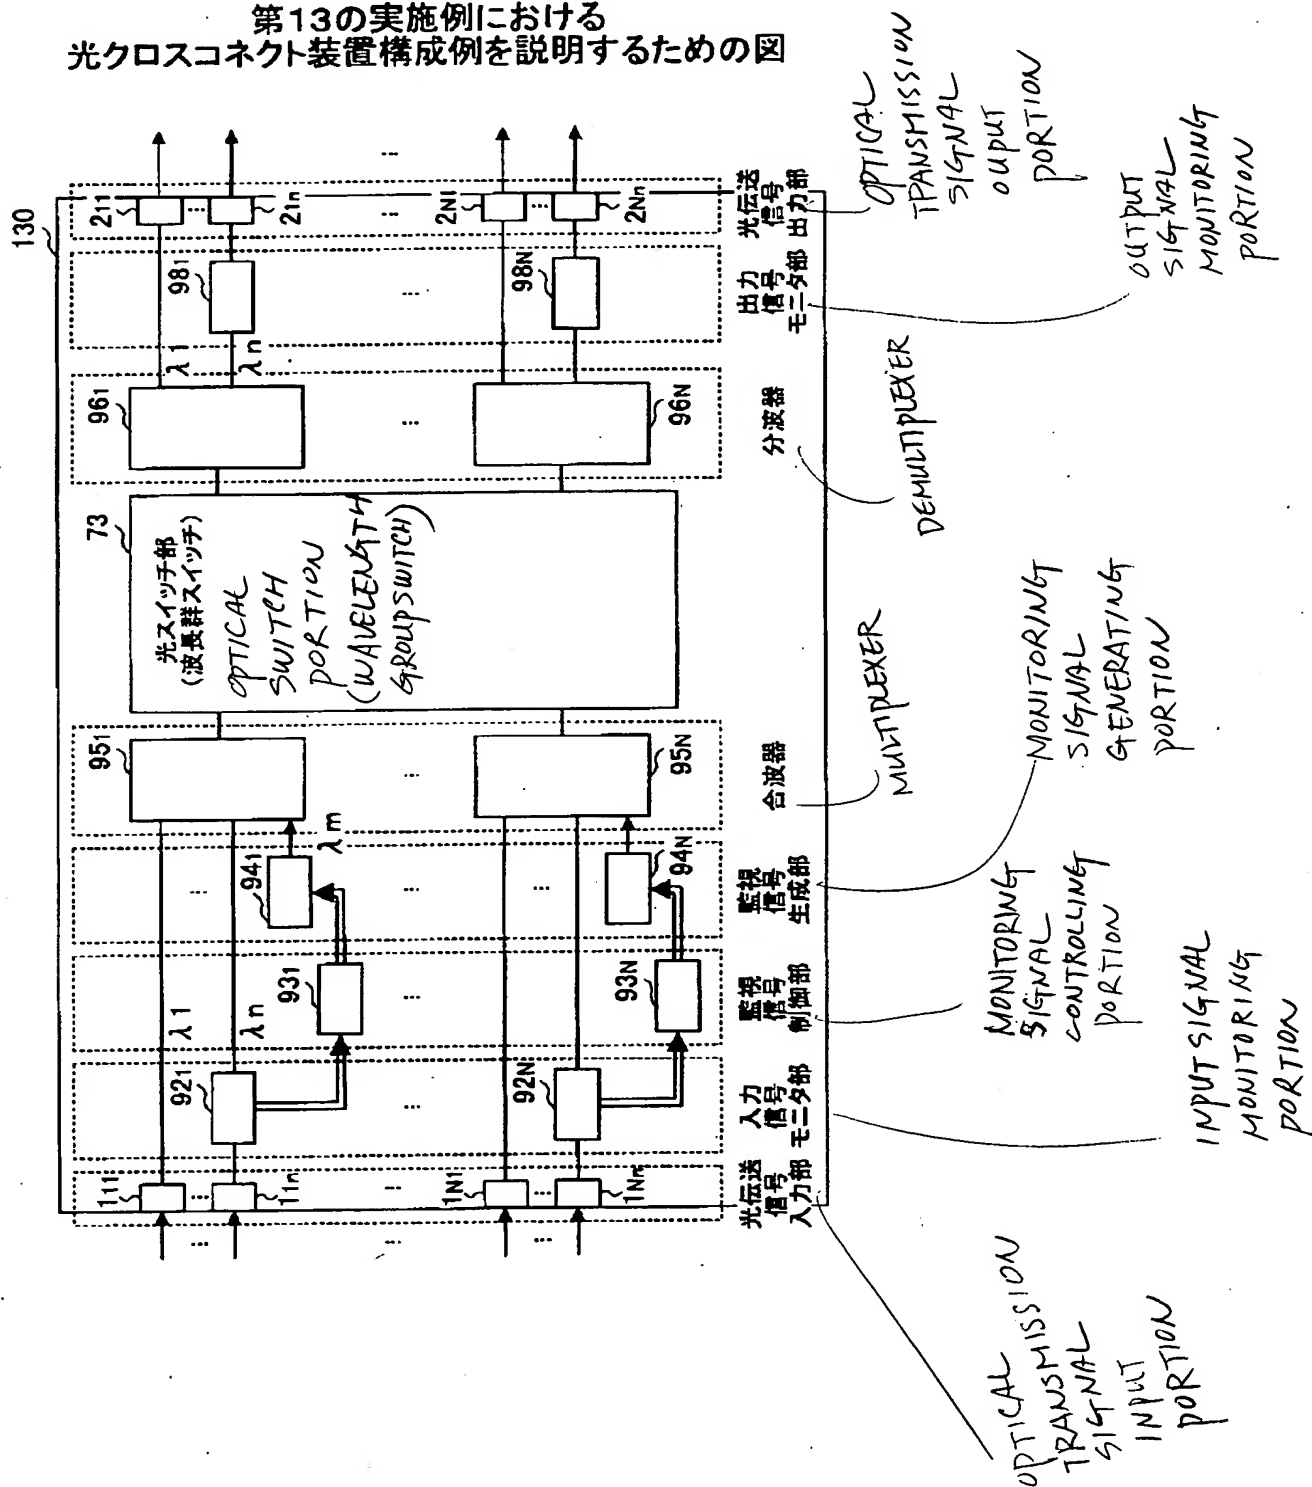 第13の実施例における
光クロスコネクト装置構成例を説明するための図
130
2₁₁
...
2₁ₙ
...
2N1
...
2Nn
光伝送
信号
出力部
98₁
...
98N
出力
信号
モニタ部
λ1
λn
96₁
...
96N
分波器
73
光スイッチ部
(波長群スイッチ)
OPTICAL
SWITCH
PORTION
(WAVELENGTH
GROUP SWITCH)
95₁
...
95N
合波器
λm
94₁
...
...
...
94N
監視
信号
生成部
93₁
...
93N
監視
信号
制御部
λ1
λn
92₁
...
92N
入力
信号
モニタ部
1₁₁
...
1₁ₙ
...
1N1
...
1Nn
光伝送
信号
入力部
...
...
...
OPTICAL
TPANSMISSION
SIGNAL
OUPUT
PORTION
OUTPUT
SIGNAL
MONITORING
PORTION
DEMULTIPLEXER
MULTIPLEXER
MONITORING
SIGNAL
GENERATING
PORTION
MONITORING
SIGNAL
CONTROLLING
PORTION
INPUT SIGNAL
MONITORING
PORTION
OPTICAL
TRANSMISSION
SIGNAL
INPUT
PORTION